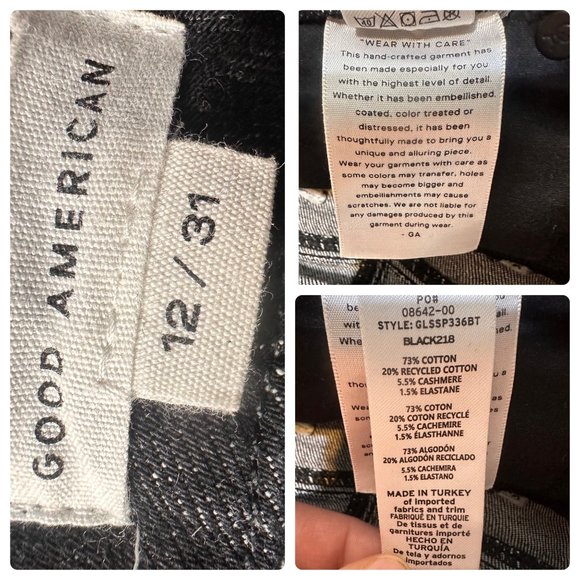 GOOD AMERICAN
12 / 31
40
"WEAR WITH CARE"
This hand-crafted garment has
been made especially for you
with the highest level of detail.
Whether it has been embellished,
coated, color treated or
distressed, it has been
thoughtfully made to bring you a
unique and alluring piece.
Wear your garments with care as
some colors may transfer, holes
may become bigger and
embellishments may cause
scratches. We are not liable for
any damages produced by this
garment during wear.
- GA
PO#
08642-00
STYLE: GLSSP336BT
BLACK218
73% COTTON
20% RECYCLED COTTON
5.5% CASHMERE
1.5% ELASTANE
73% COTON
20% COTON RECYCLÉ
5.5% CACHEMIRE
1.5% ÉLASTHANNE
73% ALGODÓN
20% ALGODÓN RECICLADO
5.5% CACHEMIRA
1.5% ELASTANO
MADE IN TURKEY
of imported
fabrics and trim
FABRIQUÉ EN TURQUIE
De tissus et de
garnitures importé
HECHO EN
TURQUÍA
De tela y adornos
importados